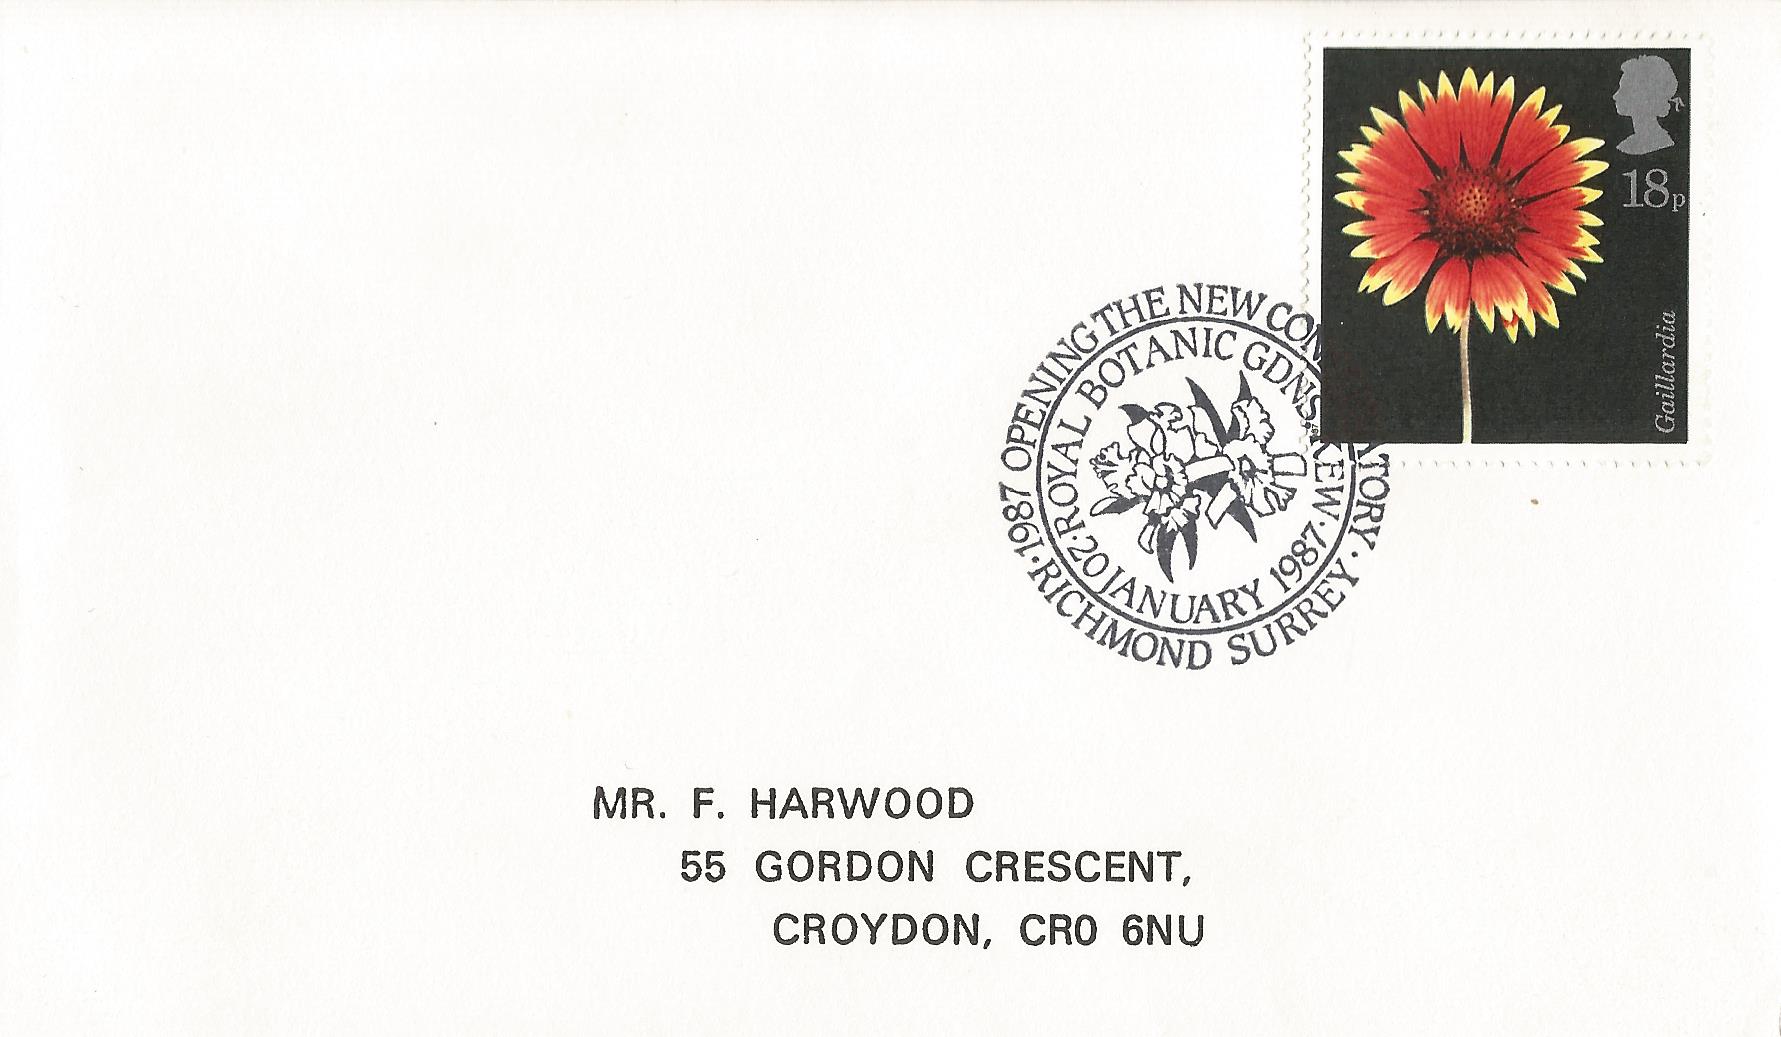 18p
Gaillardia
1987 OPENING THE NEW CON TORY · RICHMOND SURREY ·
· ROYAL BOTANIC GDNS KEW ·
20 JANUARY 1987
MR. F. HARWOOD
55 GORDON CRESCENT,
CROYDON, CR0 6NU